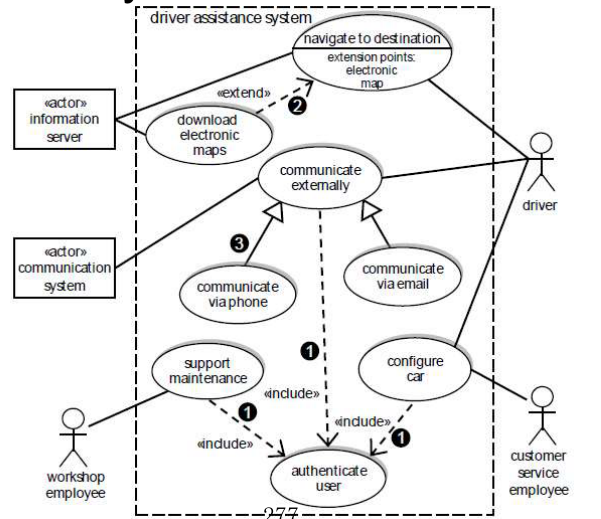 driver assistance system
navigate to destination
extension points:
electronic
map
«extend»
2
«actor»
information
server
download
electronic
maps
communicate
externally
driver
3
«actor»
communication
system
communicate
via phone
communicate
via email
1
support
maintenance
configure
car
«include»
1
«include»
1
«include»
workshop
employee
authenticate
user
customer
service
employee
277